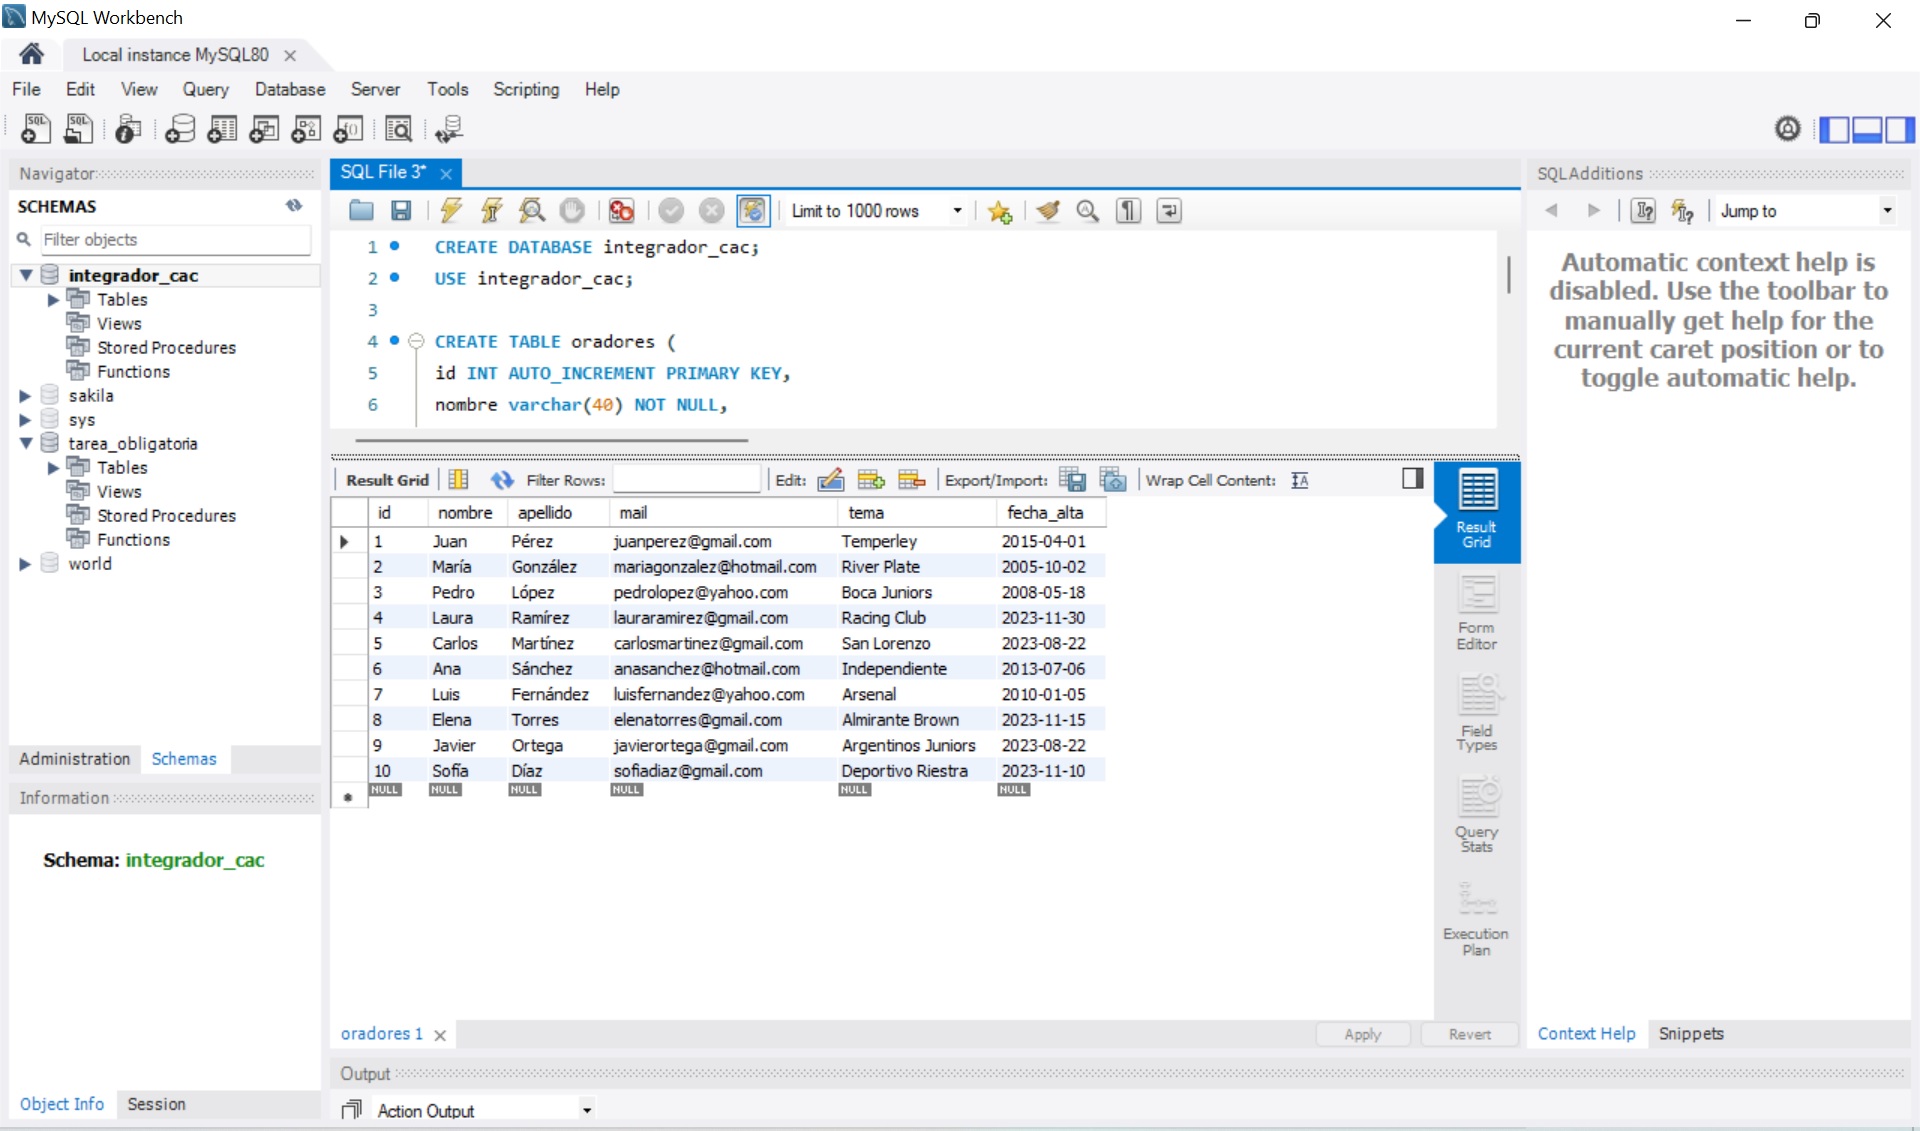 MySQL Workbench
Local instance MySQL80
File Edit View Query Database Server Tools Scripting Help
Navigator
SCHEMAS
Filter objects
integrador_cac
Tables
Views
Stored Procedures
Functions
sakila
sys
tarea_obligatoria
Tables
Views
Stored Procedures
Functions
world
Administration Schemas
Information
Schema: integrador_cac
Object Info Session
SQL File 3*
Limit to 1000 rows
1 CREATE DATABASE integrador_cac;
2 USE integrador_cac;
3
4 CREATE TABLE oradores (
5 id INT AUTO_INCREMENT PRIMARY KEY,
6 nombre varchar(40) NOT NULL,
Result Grid Filter Rows: Edit: Export/Import: Wrap Cell Content:
id nombre apellido mail tema fecha_alta
1 Juan Pérez juanperez@gmail.com Temperley 2015-04-01
2 María González mariagonzalez@hotmail.com River Plate 2005-10-02
3 Pedro López pedrolopez@yahoo.com Boca Juniors 2008-05-18
4 Laura Ramírez lauraramirez@gmail.com Racing Club 2023-11-30
5 Carlos Martínez carlosmartinez@gmail.com San Lorenzo 2023-08-22
6 Ana Sánchez anasanchez@hotmail.com Independiente 2013-07-06
7 Luis Fernández luisfernandez@yahoo.com Arsenal 2010-01-05
8 Elena Torres elenatorres@gmail.com Almirante Brown 2023-11-15
9 Javier Ortega javierortega@gmail.com Argentinos Juniors 2023-08-22
10 Sofía Díaz sofiadiaz@gmail.com Deportivo Riestra 2023-11-10
NULL NULL NULL NULL NULL NULL
Result
Grid
Form
Editor
Field
Types
Query
Stats
Execution
Plan
oradores 1
Apply Revert
Output
Action Output
SQLAdditions
Jump to
Automatic context help is
disabled. Use the toolbar to
manually get help for the
current caret position or to
toggle automatic help.
Context Help Snippets